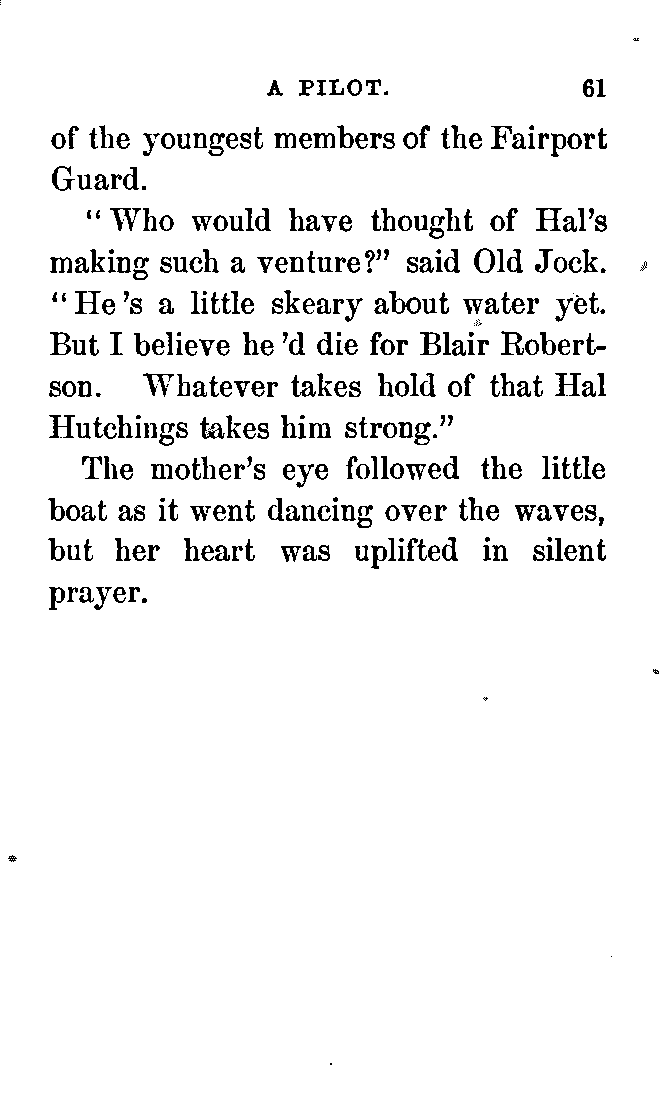 A PILOT. 61
of the youngest members of the Fairport
Guard.
"Who would have thought of Hal's
making such a venture?" said Old Jock.
"He's a little skeary about water yet.
But I believe he'd die for Blair Robert-
son. Whatever takes hold of that Hal
Hutchings takes him strong."
The mother's eye followed the little
boat as it went dancing over the waves,
but her heart was uplifted in silent
prayer.